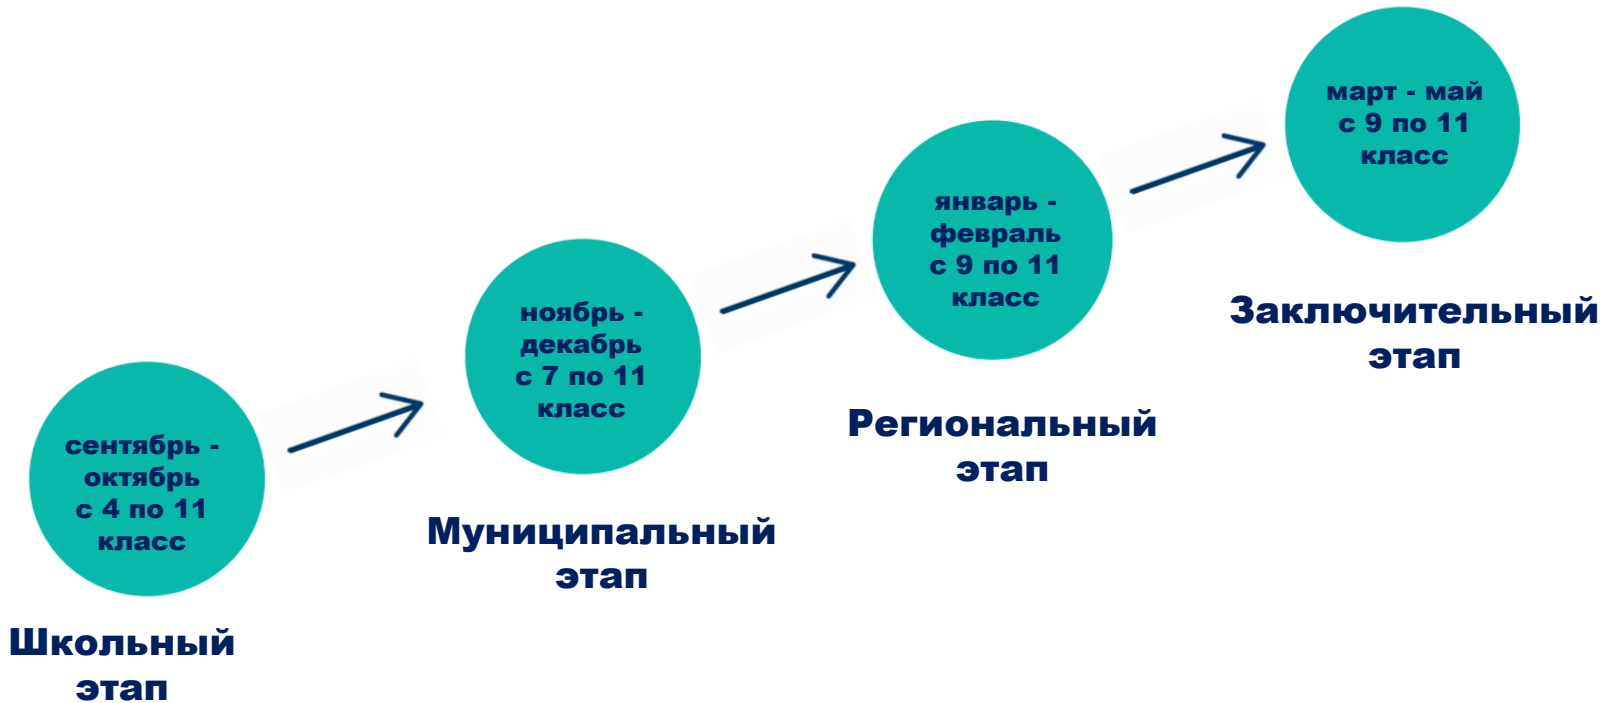 сентябрь -
октябрь
с 4 по 11
класс
Школьный
этап
ноябрь -
декабрь
с 7 по 11
класс
Муниципальный
этап
январь -
февраль
с 9 по 11
класс
Региональный
этап
март - май
с 9 по 11
класс
Заключительный
этап